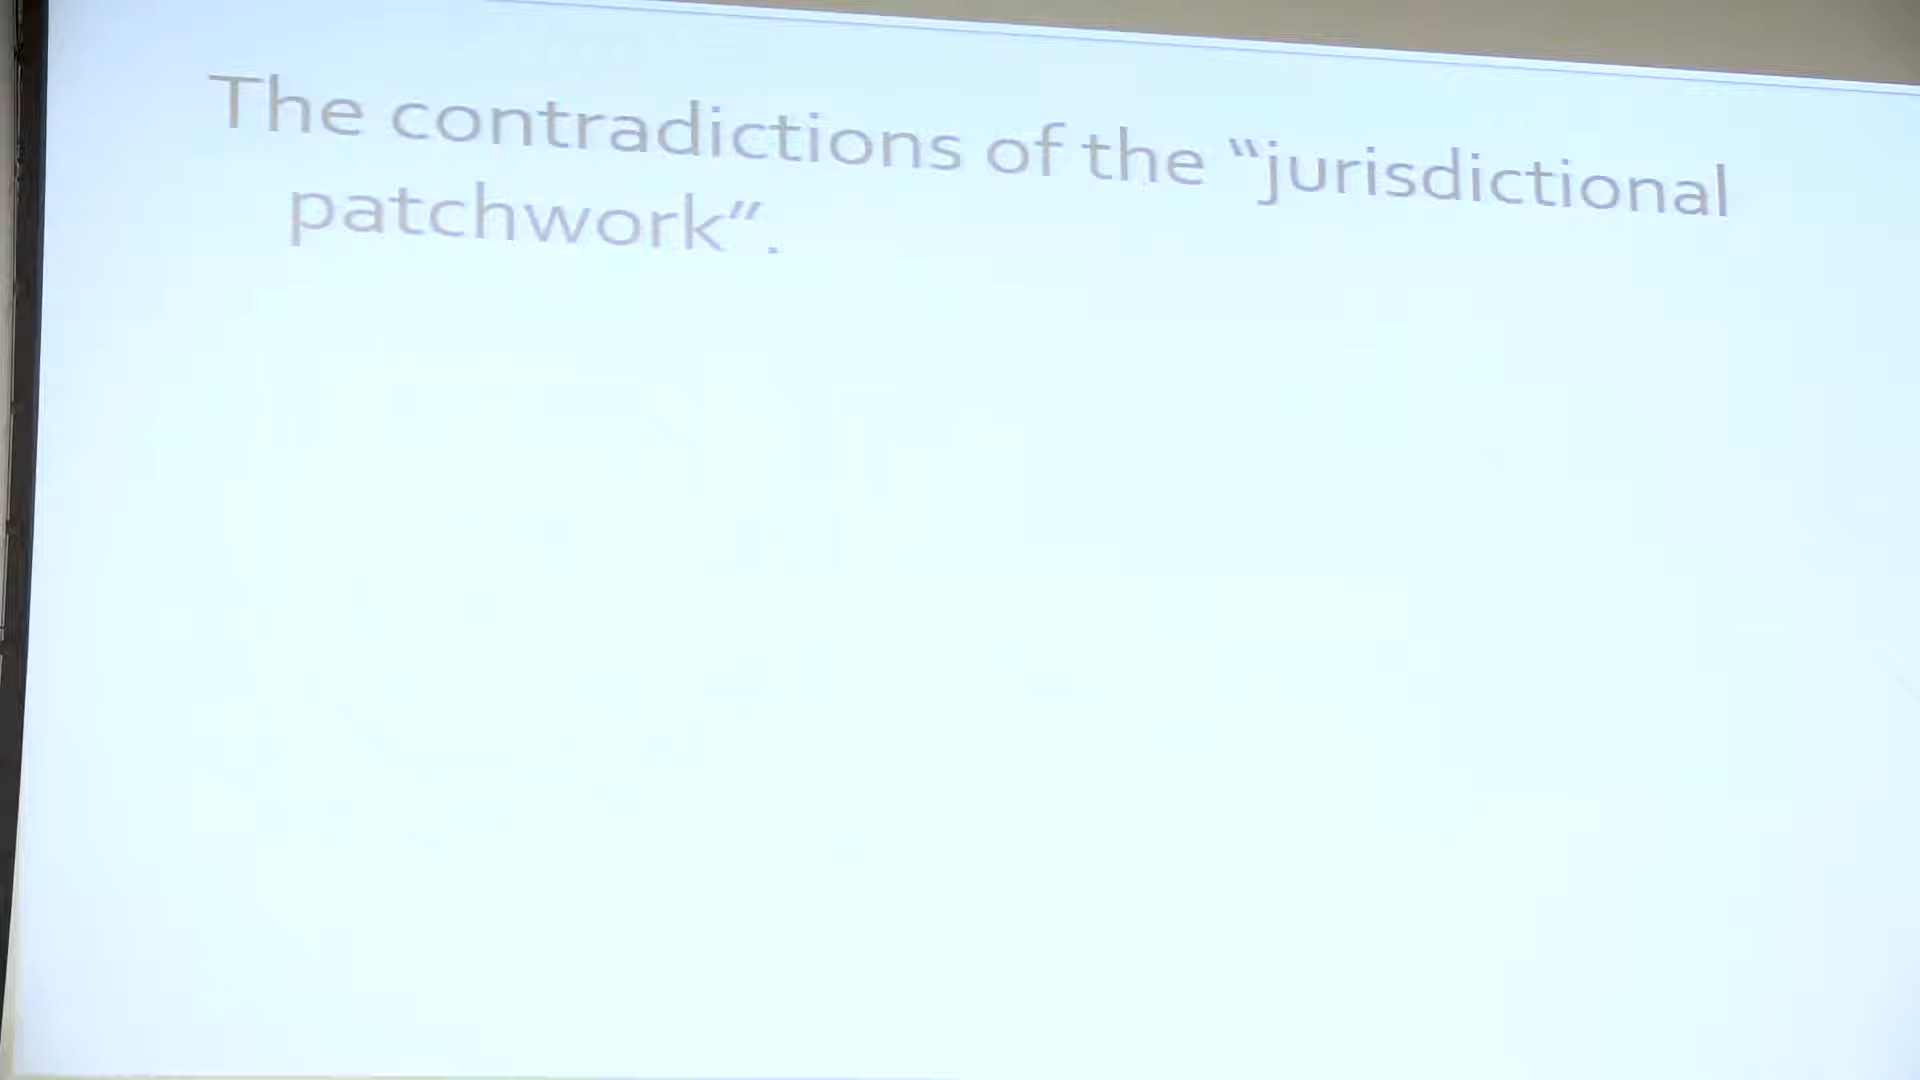 The contradictions of the “jurisdictional
patchwork”.